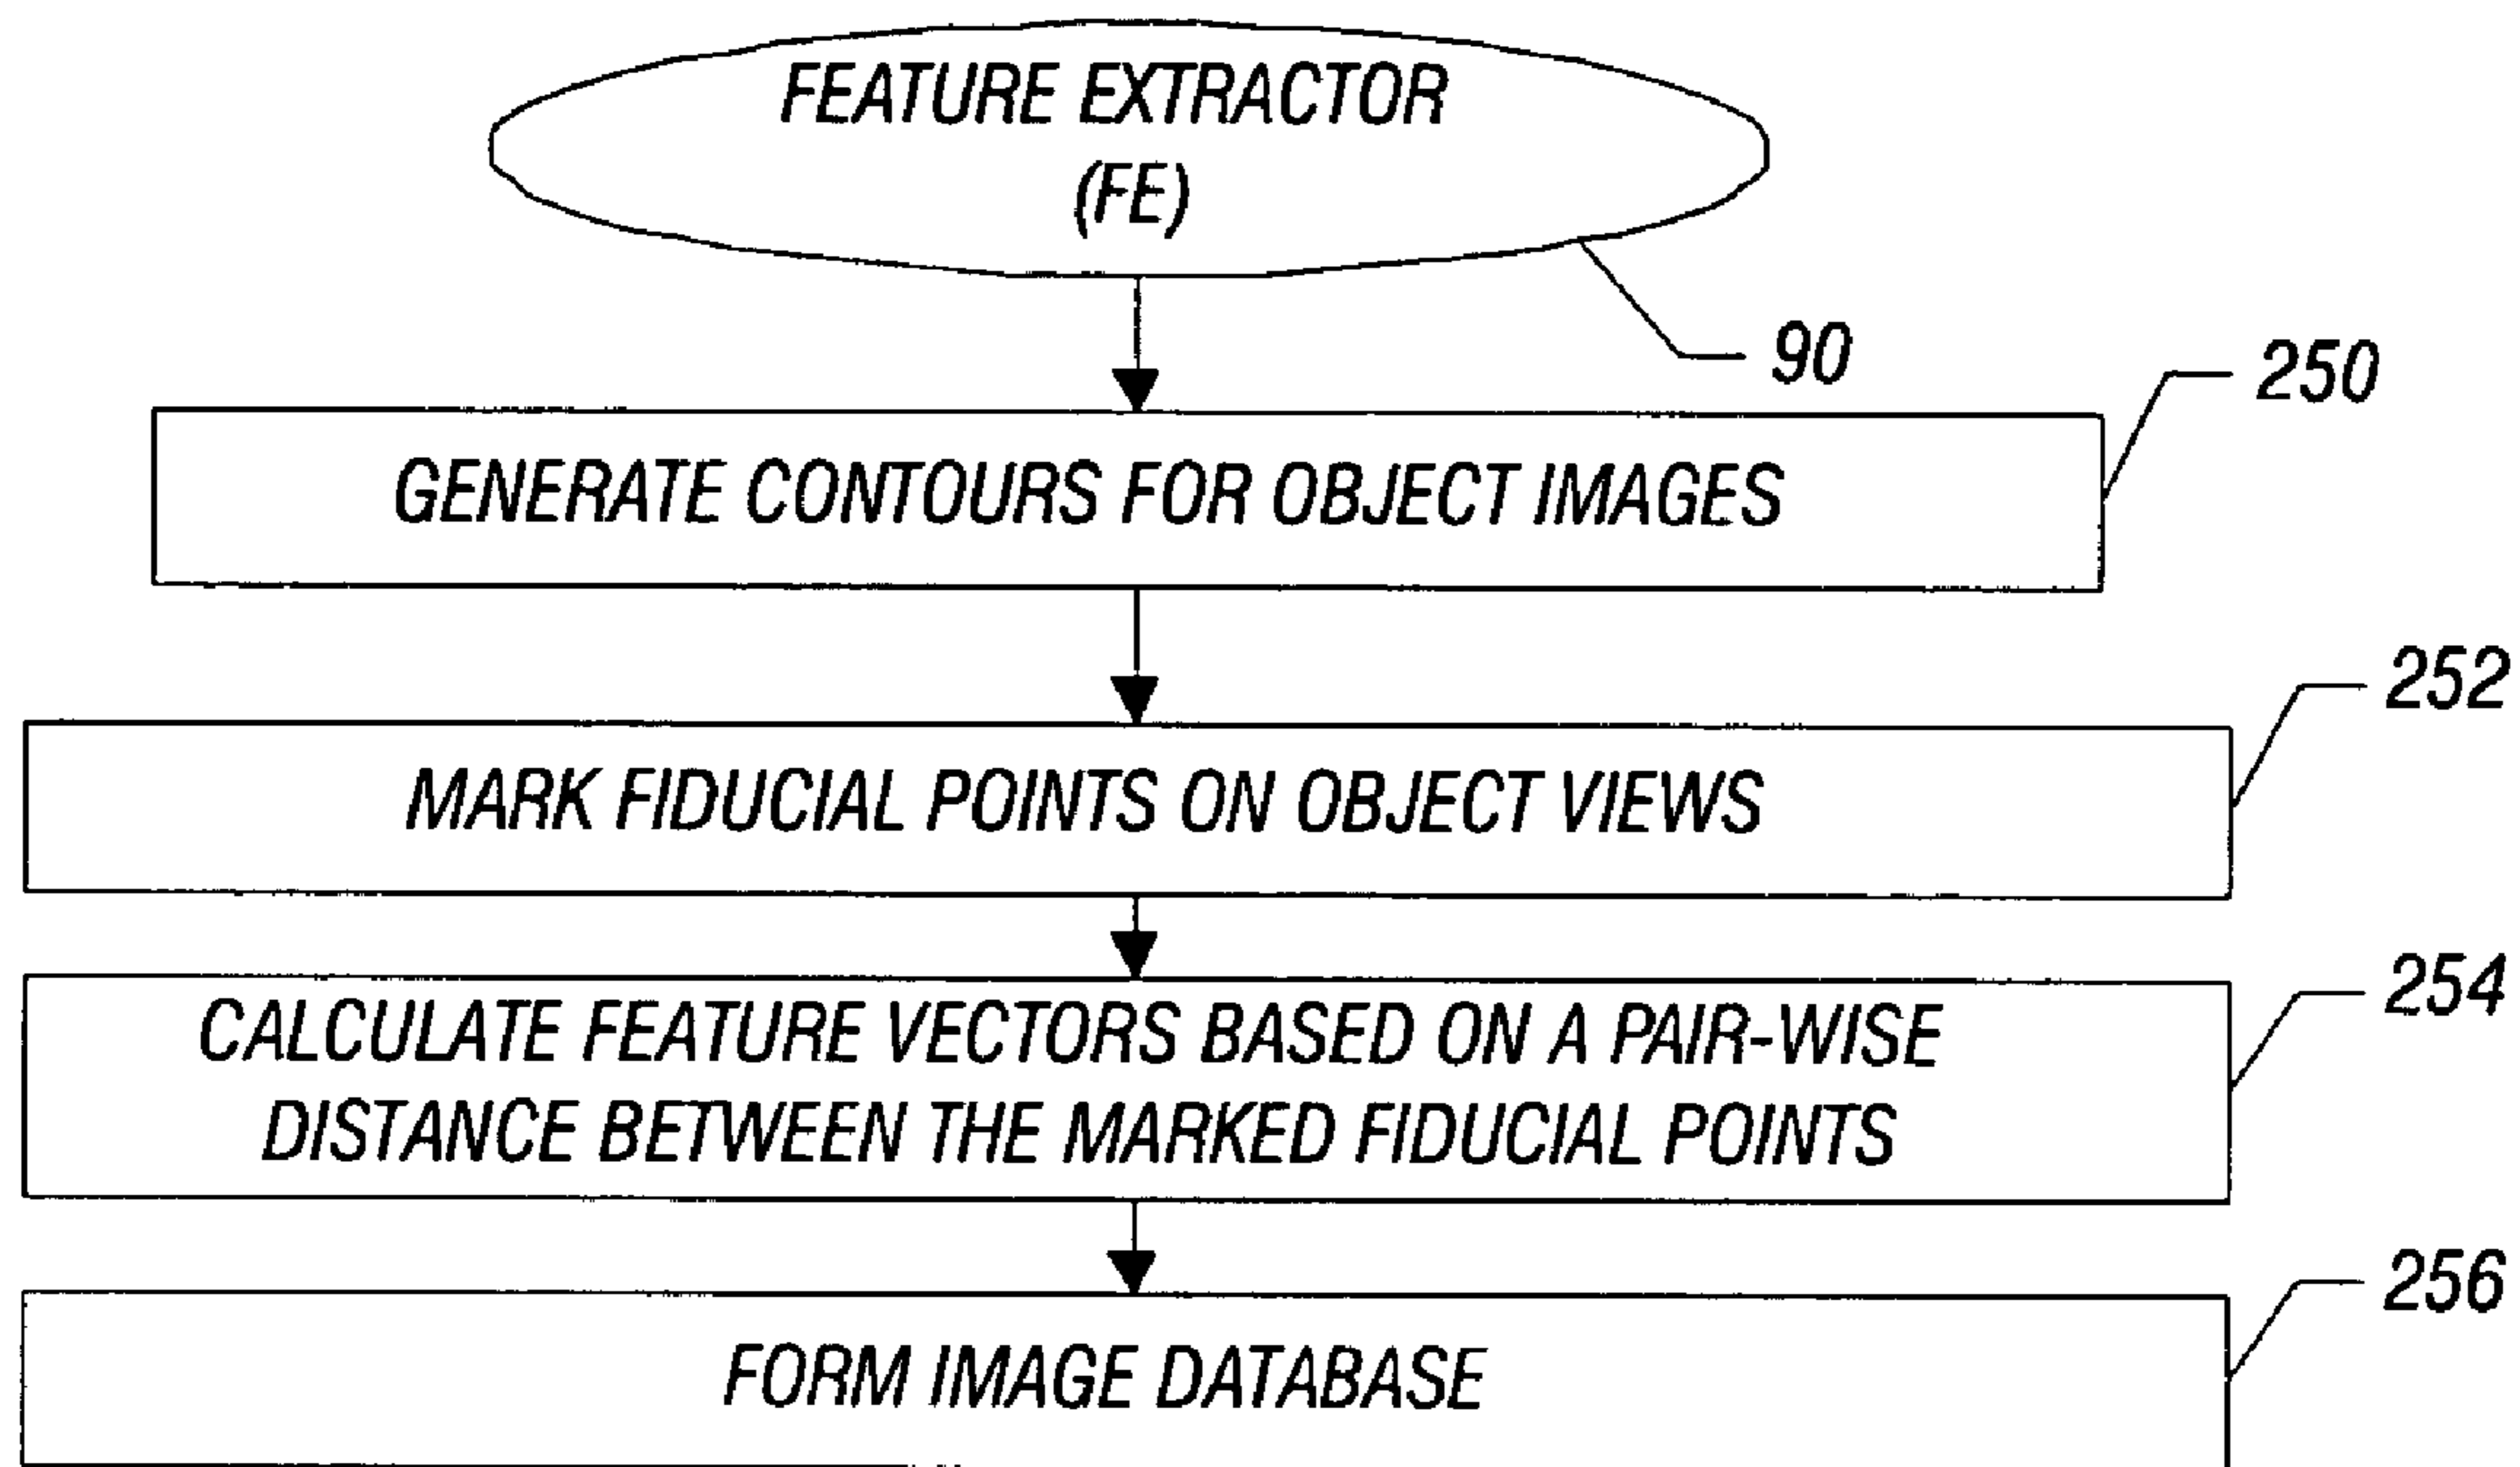 FEATURE EXTRACTOR
(FE)
90
250
GENERATE CONTOURS FOR OBJECT IMAGES
252
MARK FIDUCIAL POINTS ON OBJECT VIEWS
254
CALCULATE FEATURE VECTORS BASED ON A PAIR-WISE
DISTANCE BETWEEN THE MARKED FIDUCIAL POINTS
256
FORM IMAGE DATABASE